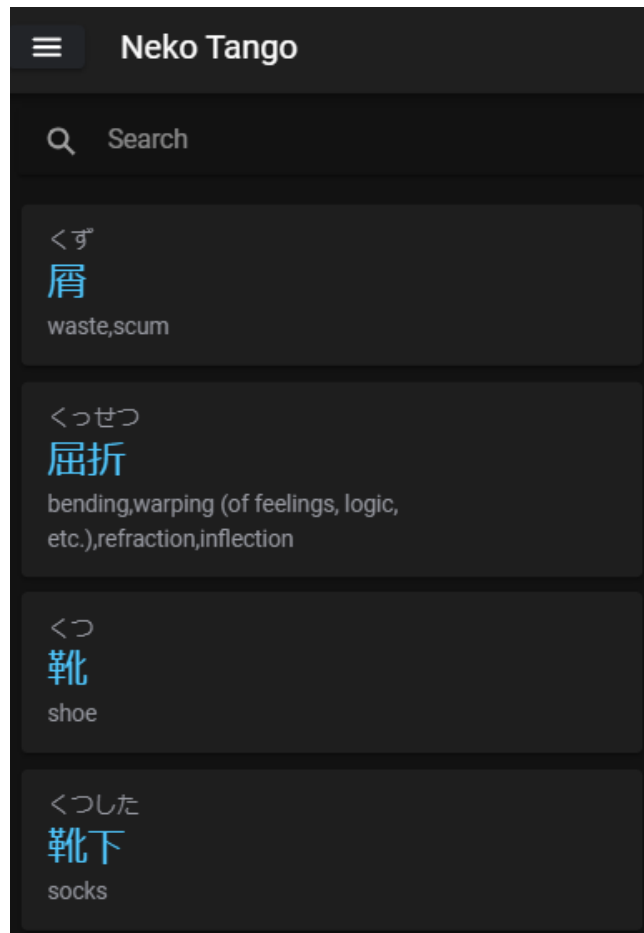 Neko Tango
Search
くず
屑
waste,scum
くっせつ
屈折
bending,warping (of feelings, logic,
etc.),refraction,inflection
くつ
靴
shoe
くつした
靴下
socks